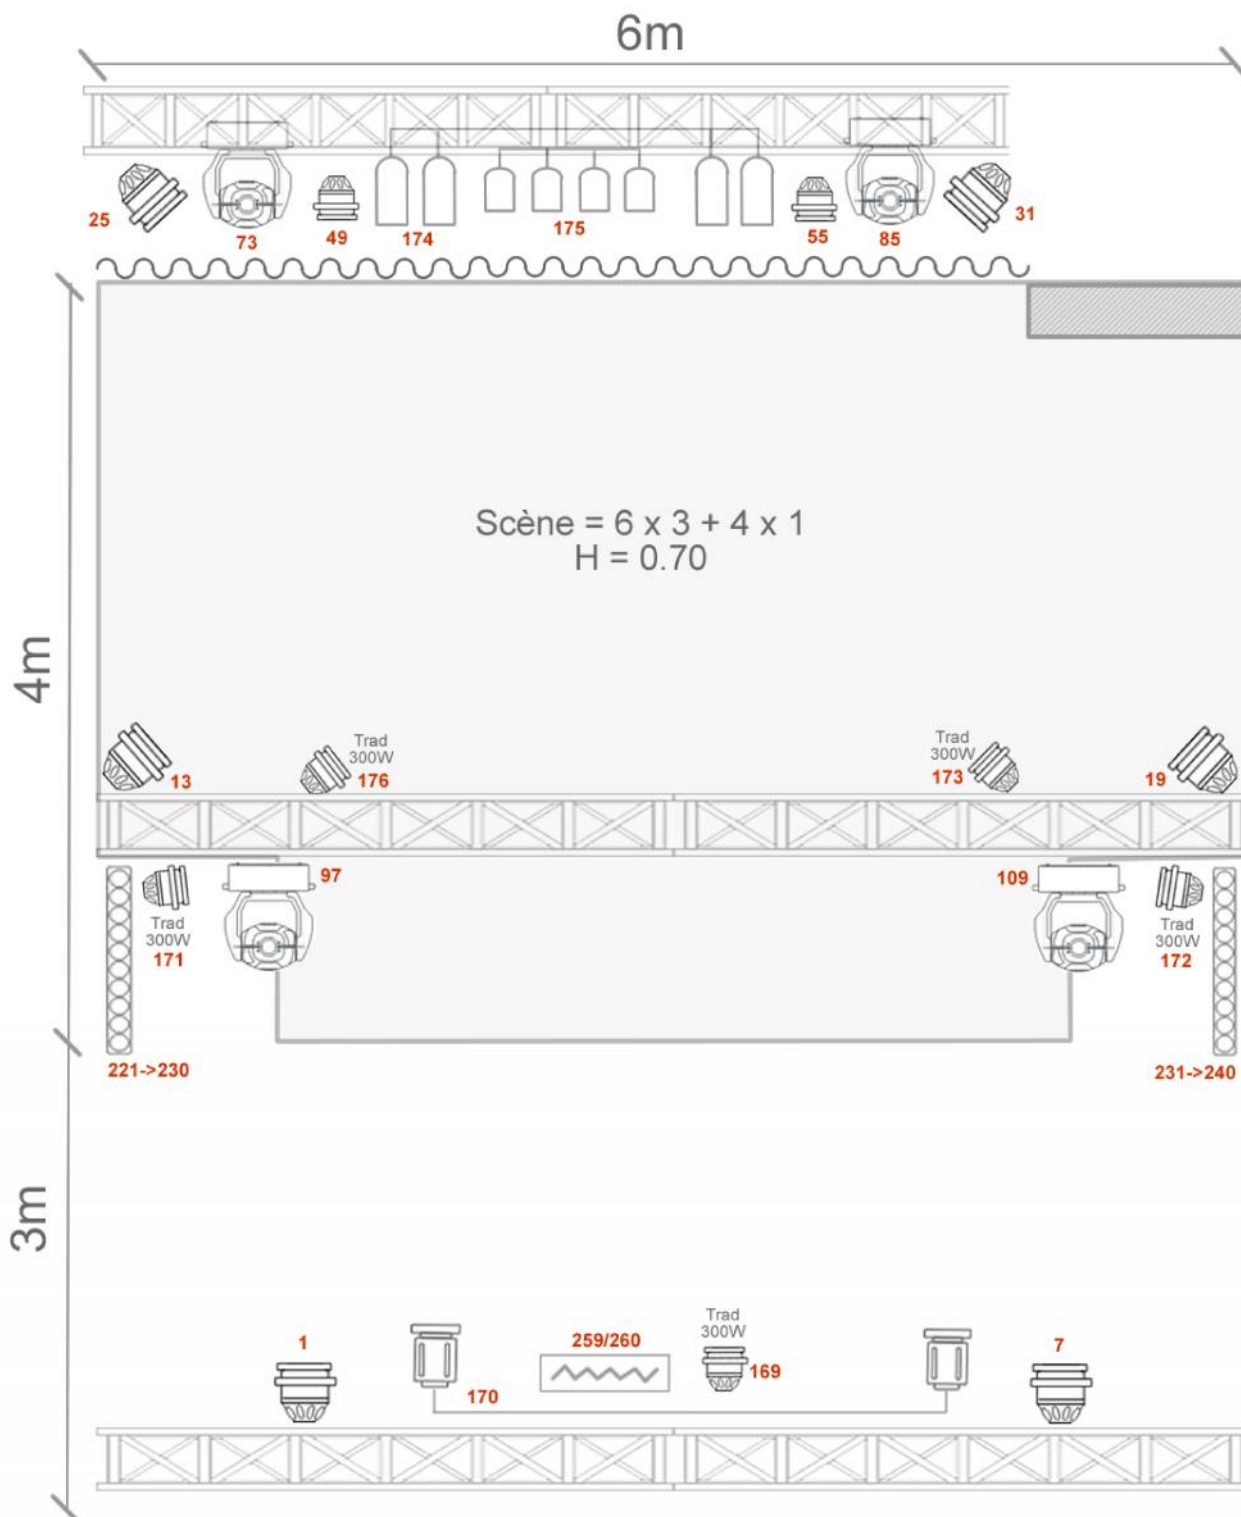 6m
25
73
49
174
175
55
85
31
Scène = 6 x 3 + 4 x 1
H = 0.70
4m
13
Trad
300W
176
Trad
300W
173
19
97
109
Trad
300W
171
Trad
300W
172
221->230
231->240
3m
1
170
259/260
Trad
300W
169
7